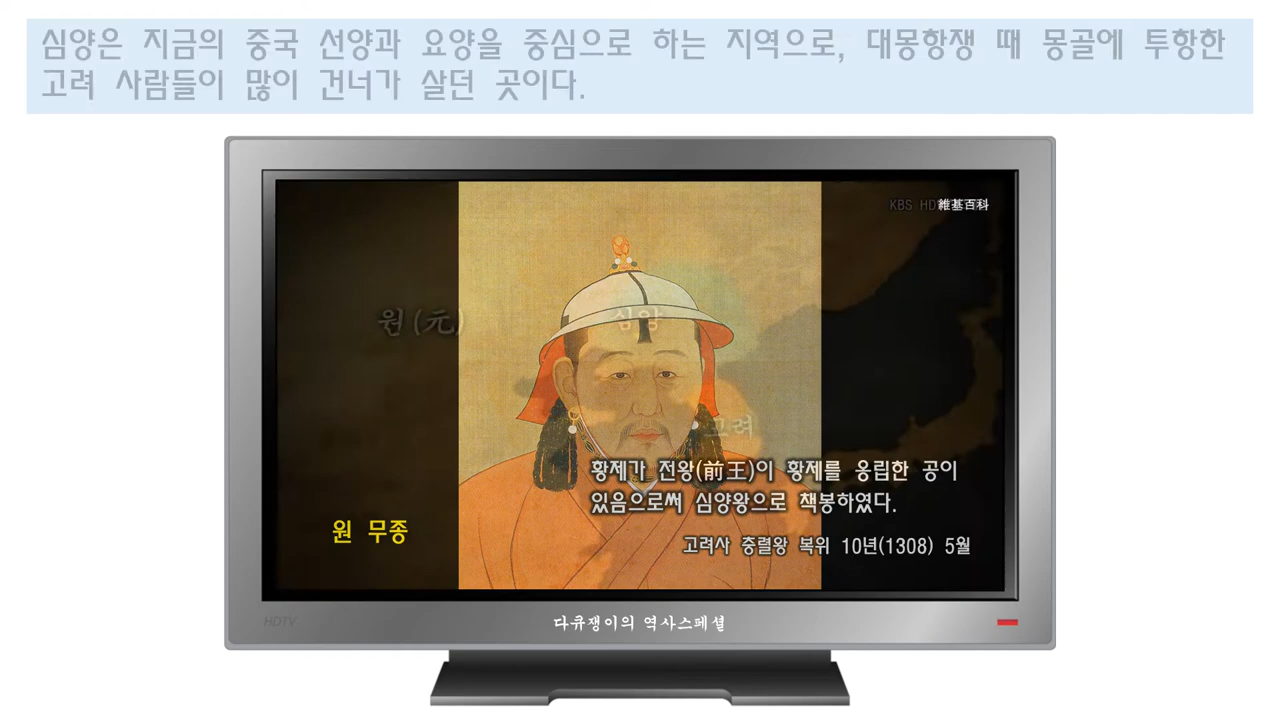 심양은 지금의 중국 선양과 요양을 중심으로 하는 지역으로, 대몽항쟁 때 몽골에 투항한
고려 사람들이 많이 건너가 살던 곳이다.
KBS HD維基百科
원(元)
심양
고려
황제가 전왕(前王)이 황제를 옹립한 공이
있음으로써 심양왕으로 책봉하였다.
원 무종
고려사 충렬왕 복위 10년(1308) 5월
HDTV
다큐쟁이의 역사스페셜